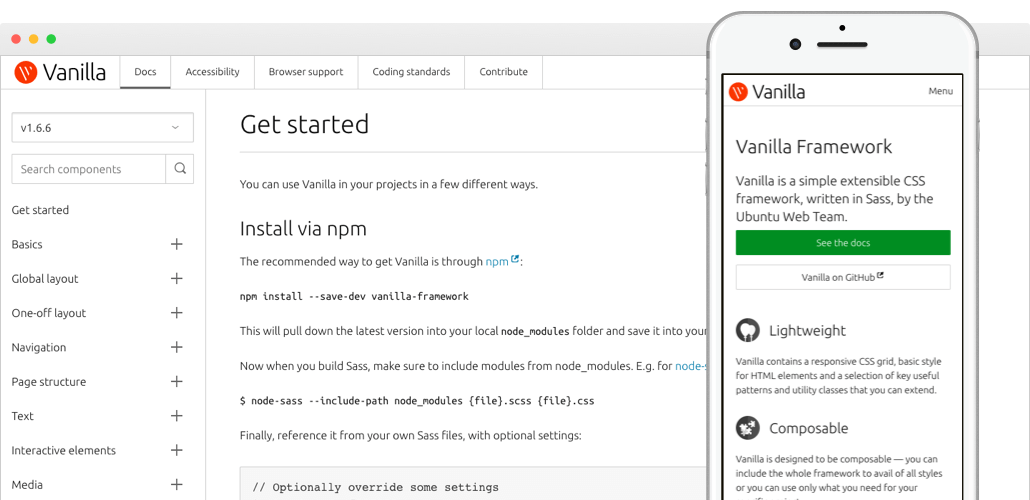 Vanilla
Docs
Accessibility
Browser support
Coding standards
Contribute
v1.6.6
Search components
Get started
Basics
Global layout
One-off layout
Navigation
Page structure
Text
Interactive elements
Media
Get started
You can use Vanilla in your projects in a few different ways.
Install via npm
The recommended way to get Vanilla is through npm:
npm install --save-dev vanilla-framework
This will pull down the latest version into your local node_modules folder and save it into your
Now when you build Sass, make sure to include modules from node_modules. E.g. for node-s
$ node-sass --include-path node_modules {file}.scss {file}.css
Finally, reference it from your own Sass files, with optional settings:
// Optionally override some settings
Vanilla
Menu
Vanilla Framework
Vanilla is a simple extensible CSS
framework, written in Sass, by the
Ubuntu Web Team.
See the docs
Vanilla on GitHub
Lightweight
Vanilla contains a responsive CSS grid, basic style
for HTML elements and a selection of key useful
patterns and utility classes that you can extend.
Composable
Vanilla is designed to be composable — you can
include the whole framework to avail of all styles
or you can use only what you need for your